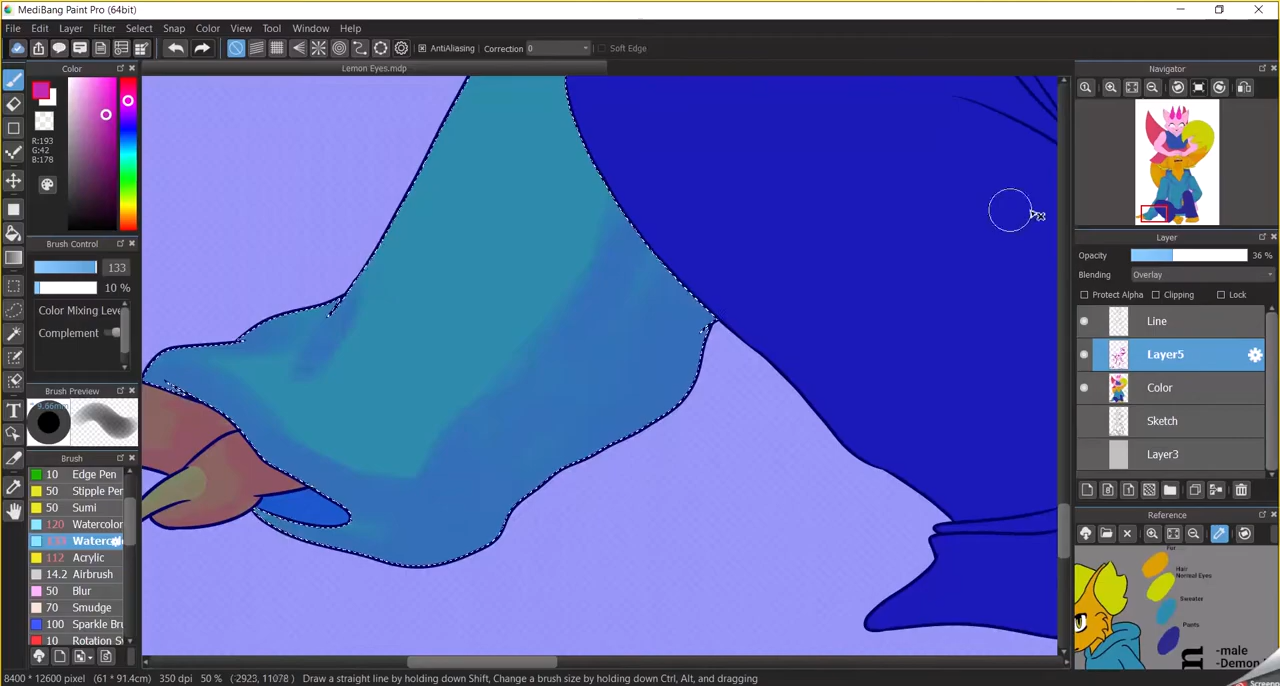 MediBang Paint Pro (64bit)
File Edit Layer Filter Select Snap Color View Tool Window Help
AntiAliasing Correction 0 Soft Edge
Color
Lemon Eyes.mdp
Navigator
R:193
G:42
B:178
Brush Control
133
10 %
Color Mixing Leve
Complement
Brush Preview
9.66mm
Brush
10 Edge Pen
50 Stipple Pen
50 Sumi
120 Watercolor
133 Waterco
112 Acrylic
14.2 Airbrush
50 Blur
70 Smudge
100 Sparkle Bru
10 Rotation Sy
Layer
Opacity 36 %
Blending Overlay
Protect Alpha Clipping Lock
Line
Layer5
Color
Sketch
Layer3
Reference
Fur
Hair
Normal Eyes
Sweater
Pants
-male
-Demon
n
8400 * 12600 pixel (61 * 91.4cm) 350 dpi 50 % (-2923, 11078) Draw a straight line by holding down Shift, Change a brush size by holding down Ctrl, Alt, and dragging